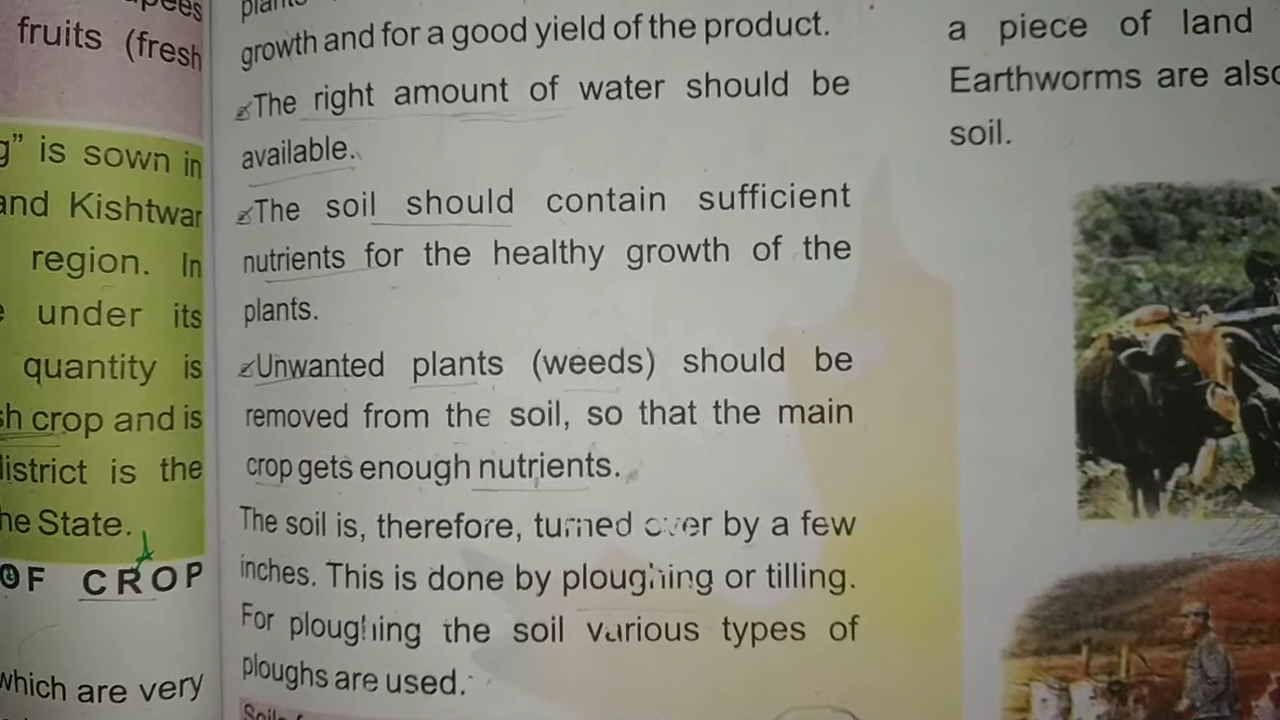 fruits (fresh
is sown in
and Kishtwar
region. In
under its
quantity is
crop and is
district is the
the State.
OF CROP
which are very
growth and for a good yield of the product.
The right amount of water should be
available.
The soil should contain sufficient
nutrients for the healthy growth of the
plants.
Unwanted plants (weeds) should be
removed from the soil, so that the main
crop gets enough nutrients.
The soil is, therefore, turned over by a few
inches. This is done by ploughing or tilling.
For ploughing the soil various types of
ploughs are used.
a piece of land
Earthworms are also
soil.